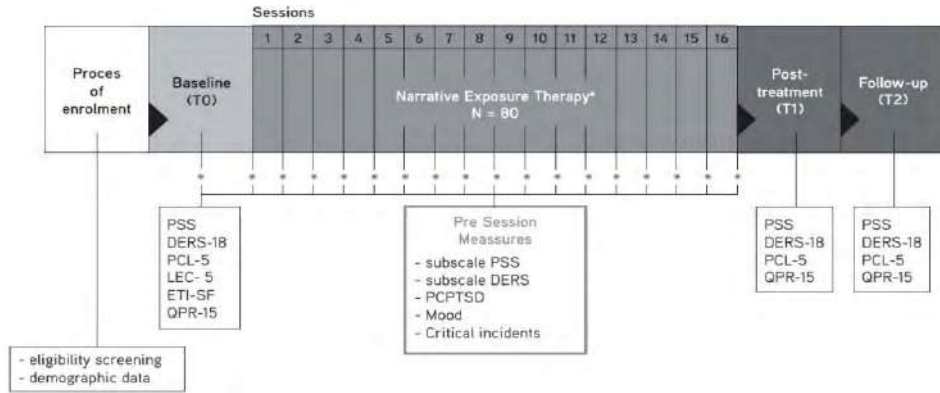 Sessions
1 2 3 4 5 6 7 8 9 10 11 12 13 14 15 16
Proces
of
enrolment
Baseline
(T0)
Narrative Exposure Therapy*
N = 80
Post-
treatment
(T1)
Follow-up
(T2)
* * * * * * * * * * * * * * * * * *
PSS
DERS-18
PCL-5
LEC- 5
ETI-SF
QPR-15
Pre Session
Meassures
- subscale PSS
- subscale DERS
- PCPTSD
- Mood
- Critical incidents
PSS
DERS-18
PCL-5
QPR-15
PSS
DERS-18
PCL-5
QPR-15
- eligibility screening
- demographic data